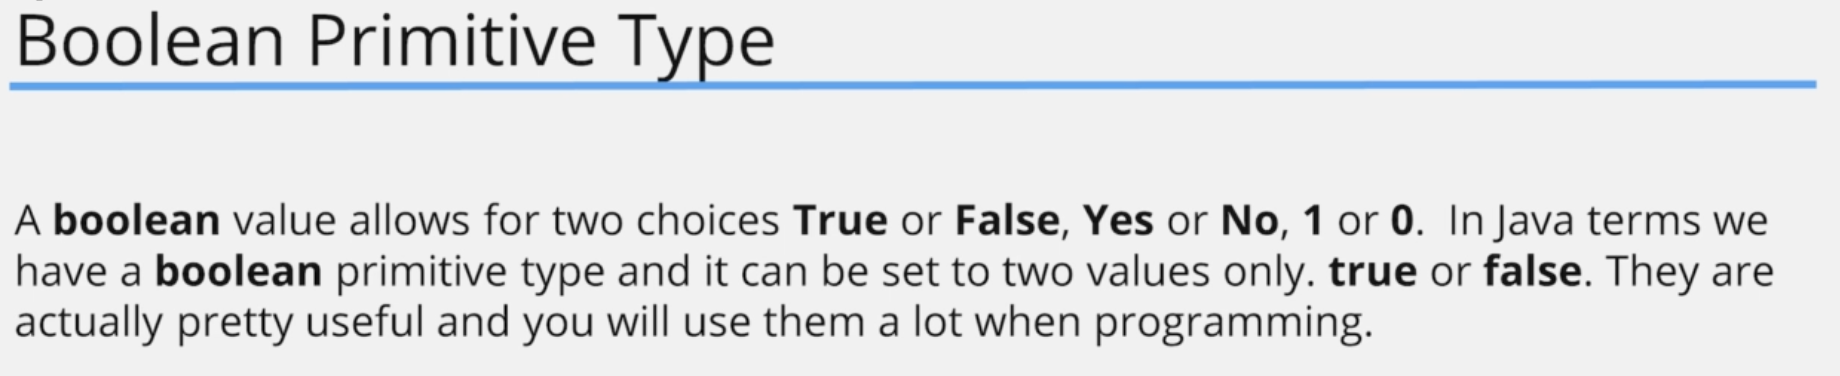 Boolean Primitive Type
A boolean value allows for two choices True or False, Yes or No, 1 or 0.  In Java terms we
have a boolean primitive type and it can be set to two values only. true or false. They are
actually pretty useful and you will use them a lot when programming.